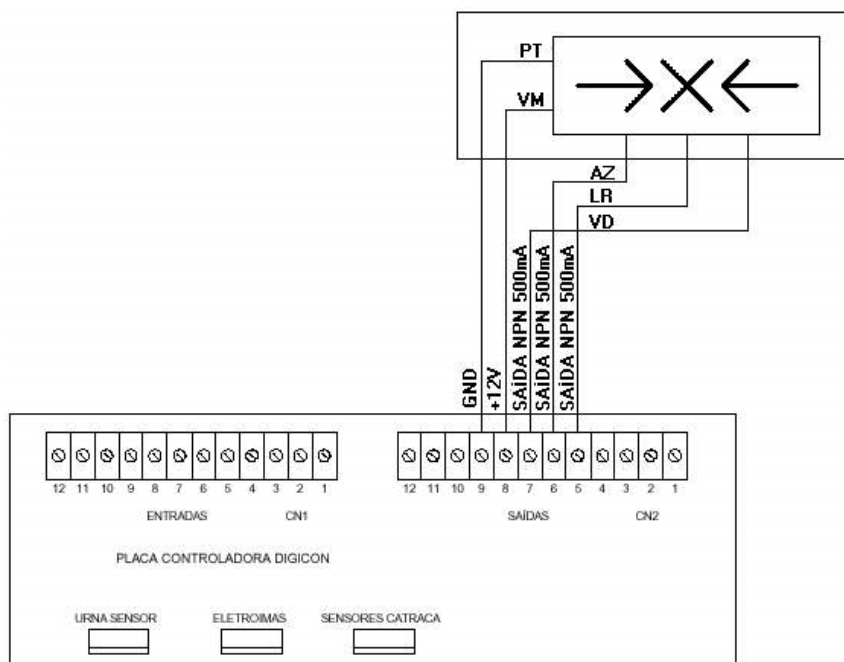 PT
VM
AZ
LR
VD
GND
+12V
SAÍDA NPN 500mA
SAÍDA NPN 500mA
SAÍDA NPN 500mA
12 11 10 9 8 7 6 5 4 3 2 1
ENTRADAS CN1
12 11 10 9 8 7 6 5 4 3 2 1
SAÍDAS CN2
PLACA CONTROLADORA DIGICON
URNA SENSOR
ELETROIMAS
SENSORES CATRACA